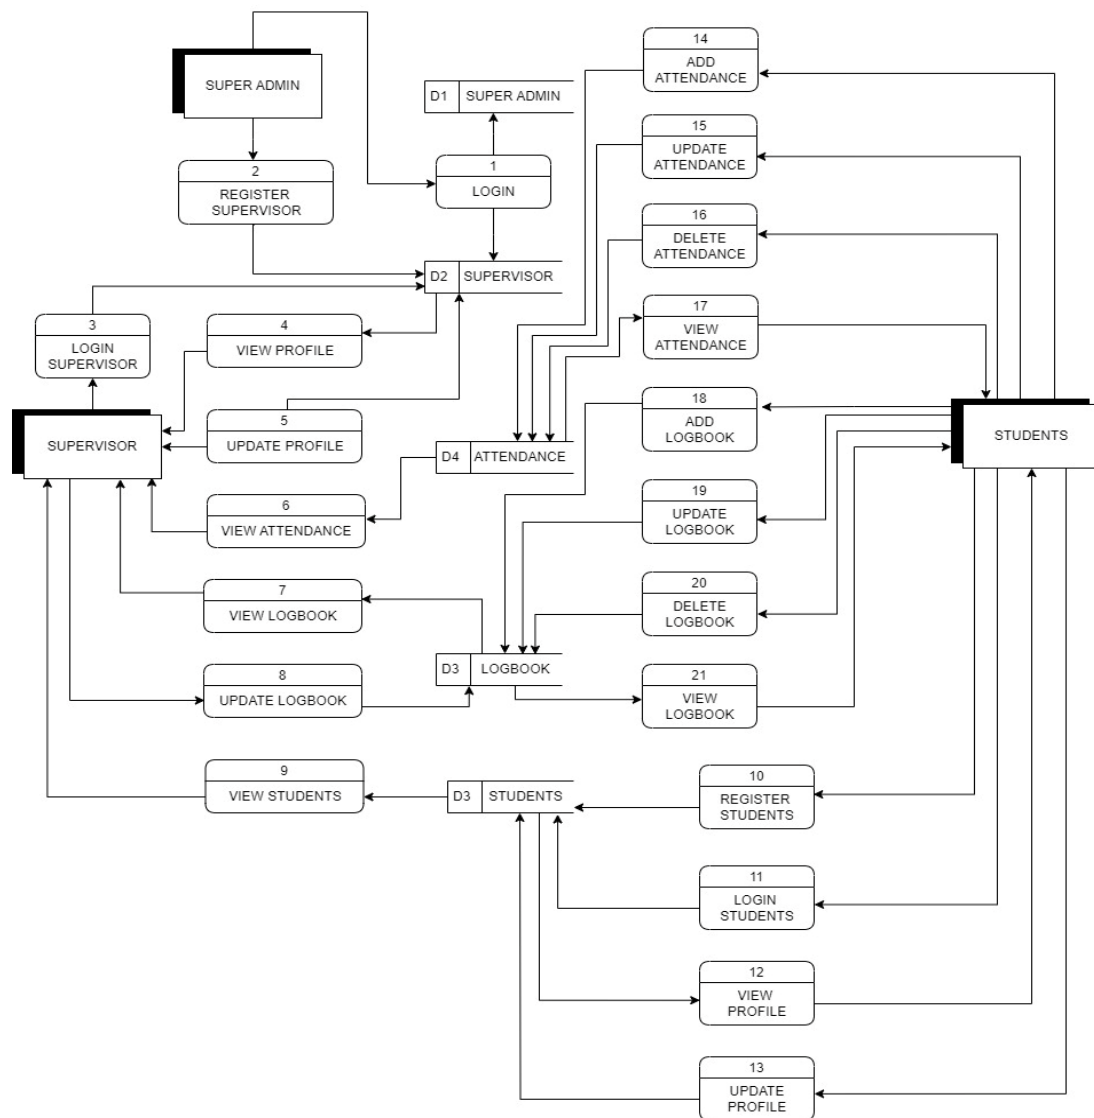 SUPER ADMIN
D1 SUPER ADMIN
1
LOGIN
2
REGISTER
SUPERVISOR
D2 SUPERVISOR
3
LOGIN
SUPERVISOR
4
VIEW PROFILE
SUPERVISOR
5
UPDATE PROFILE
6
VIEW ATTENDANCE
7
VIEW LOGBOOK
8
UPDATE LOGBOOK
9
VIEW STUDENTS
D4 ATTENDANCE
D3 LOGBOOK
D3 STUDENTS
14
ADD
ATTENDANCE
15
UPDATE
ATTENDANCE
16
DELETE
ATTENDANCE
17
VIEW
ATTENDANCE
18
ADD
LOGBOOK
19
UPDATE
LOGBOOK
20
DELETE
LOGBOOK
21
VIEW
LOGBOOK
10
REGISTER
STUDENTS
11
LOGIN
STUDENTS
12
VIEW
PROFILE
13
UPDATE
PROFILE
STUDENTS